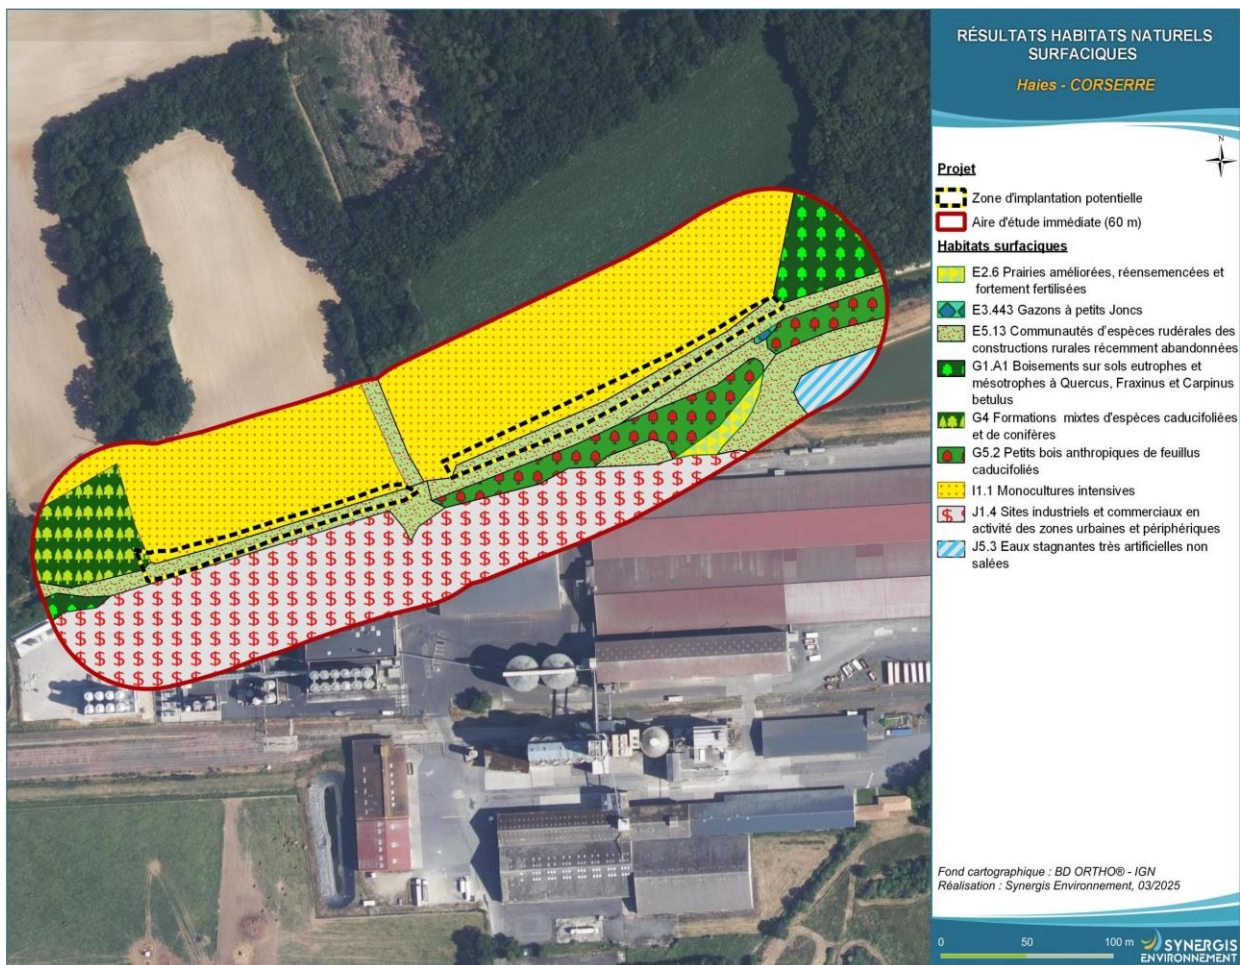 RÉSULTATS HABITATS NATURELS
SURFACIQUES
Haies - CORSERRE
N
Projet
Zone d'implantation potentielle
Aire d'étude immédiate (60 m)
Habitats surfaciques
E2.6 Prairies améliorées, réensemencées et
fortement fertilisées
E3.443 Gazons à petits Joncs
E5.13 Communautés d'espèces rudérales des
constructions rurales récemment abandonnées
G1.A1 Boisements sur sols eutrophes et
mésotrophes à Quercus, Fraxinus et Carpinus
betulus
G4 Formations mixtes d'espèces caducifoliées
et de conifères
G5.2 Petits bois anthropiques de feuillus
caducifoliés
I1.1 Monocultures intensives
J1.4 Sites industriels et commerciaux en
activité des zones urbaines et périphériques
J5.3 Eaux stagnantes très artificielles non
salées
Fond cartographique : BD ORTHO® - IGN
Réalisation : Synergis Environnement, 03/2025
0 50 100 m
SYNERGIS
ENVIRONNEMENT